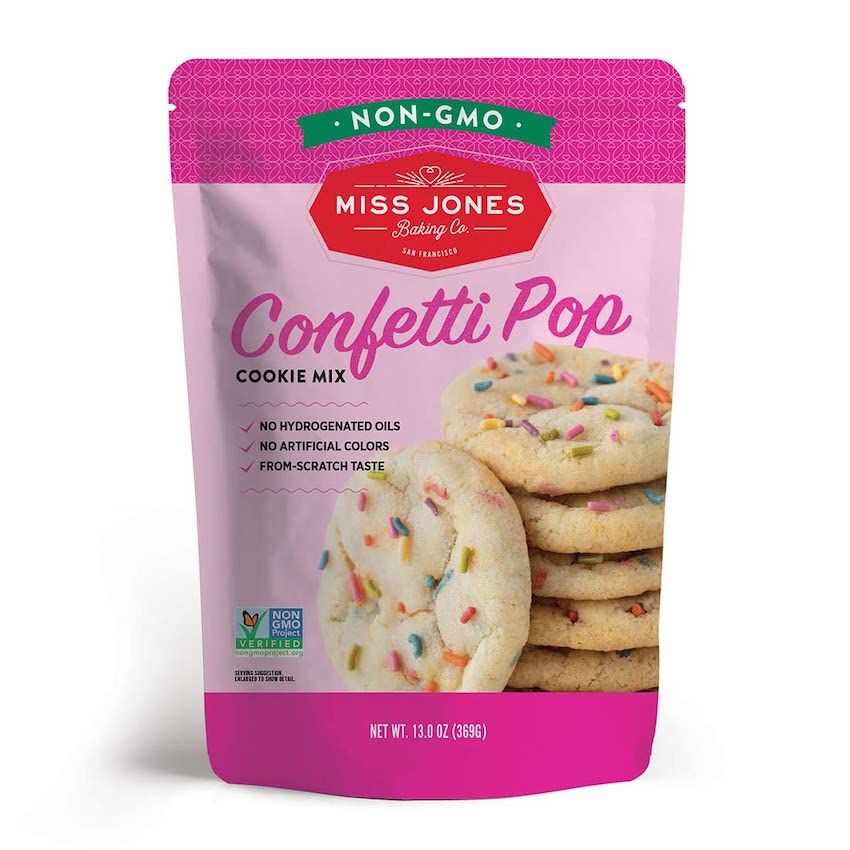 · NON-GMO ·
MISS JONES
Baking Co.
SAN FRANCISCO
Confetti Pop
COOKIE MIX
NO HYDROGENATED OILS
NO ARTIFICIAL COLORS
FROM-SCRATCH TASTE
NON
GMO
Project
VERIFIED
nongmoproject.org
SERVING SUGGESTION.
ENLARGED TO SHOW DETAIL.
NET WT. 13.0 OZ (369G)